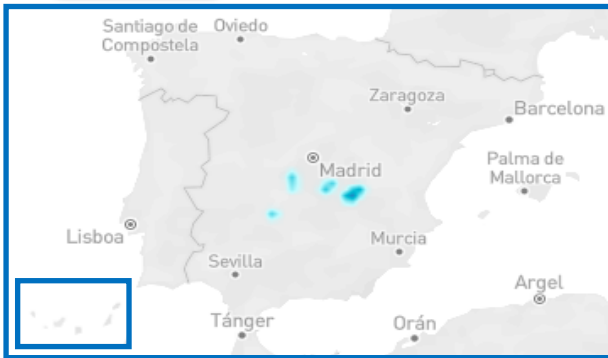 Santiago de
Compostela
Oviedo
Zaragoza
Barcelona
Madrid
Palma de
Mallorca
Lisboa
Murcia
Sevilla
Argel
Tánger
Orán